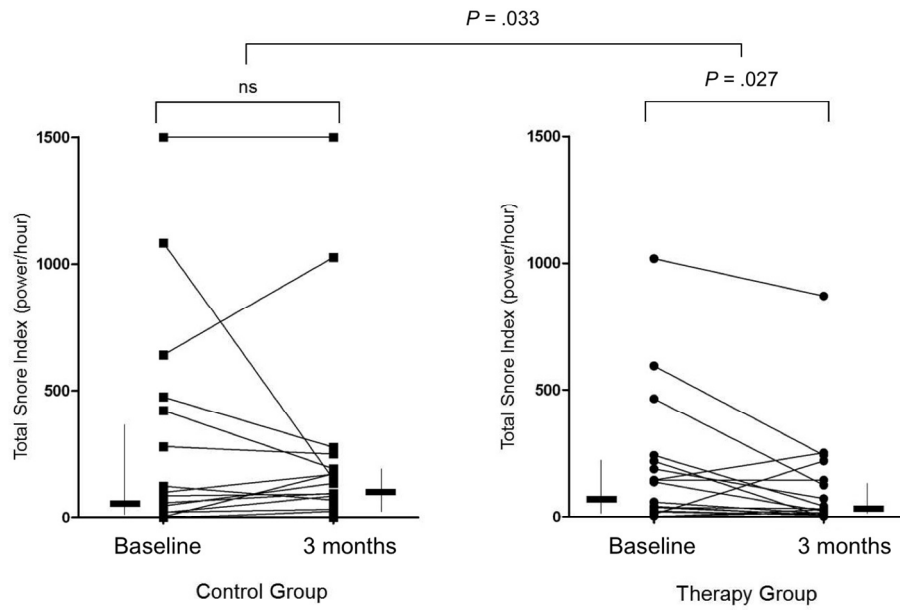 P = .033
ns
P = .027
1500
1000
500
0
Total Snore Index (power/hour)
Baseline
3 months
Control Group
1500
1000
500
0
Total Snore Index (power/hour)
Baseline
3 months
Therapy Group